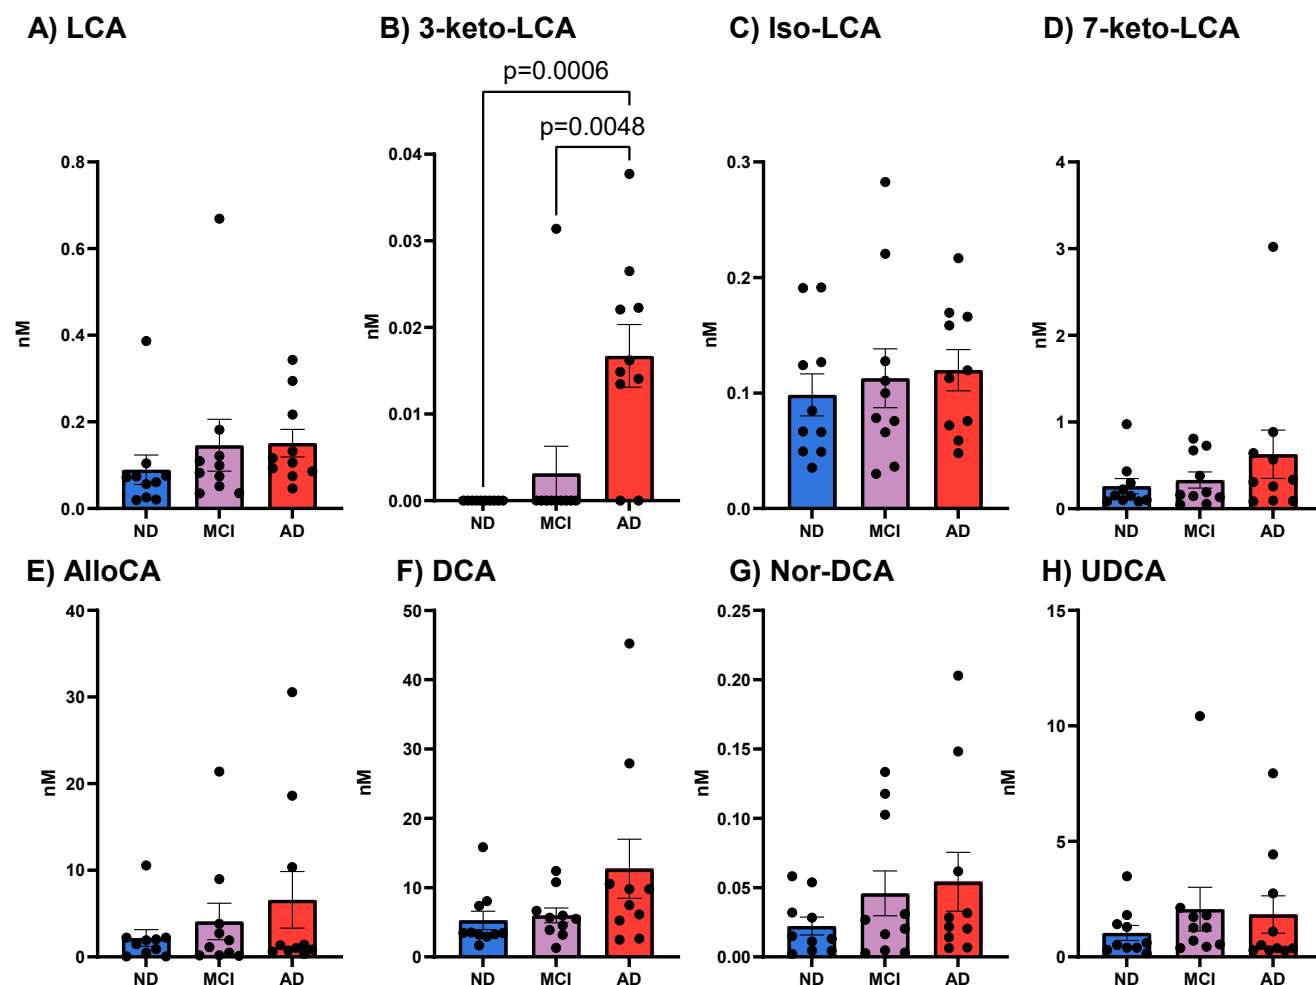 A) LCA
B) 3-keto-LCA
C) Iso-LCA
D) 7-keto-LCA
p=0.0006
p=0.0048
0.8
0.6
0.4
0.2
0.0
nM
ND MCI AD
0.04
0.03
0.02
0.01
0.00
nM
ND MCI AD
0.3
0.2
0.1
0.0
nM
ND MCI AD
4
3
2
1
0
nM
ND MCI AD
E) AlloCA
F) DCA
G) Nor-DCA
H) UDCA
40
30
20
10
0
nM
ND MCI AD
50
40
30
20
10
0
nM
ND MCI AD
0.25
0.20
0.15
0.10
0.05
0.00
nM
ND MCI AD
15
10
5
0
nM
ND MCI AD